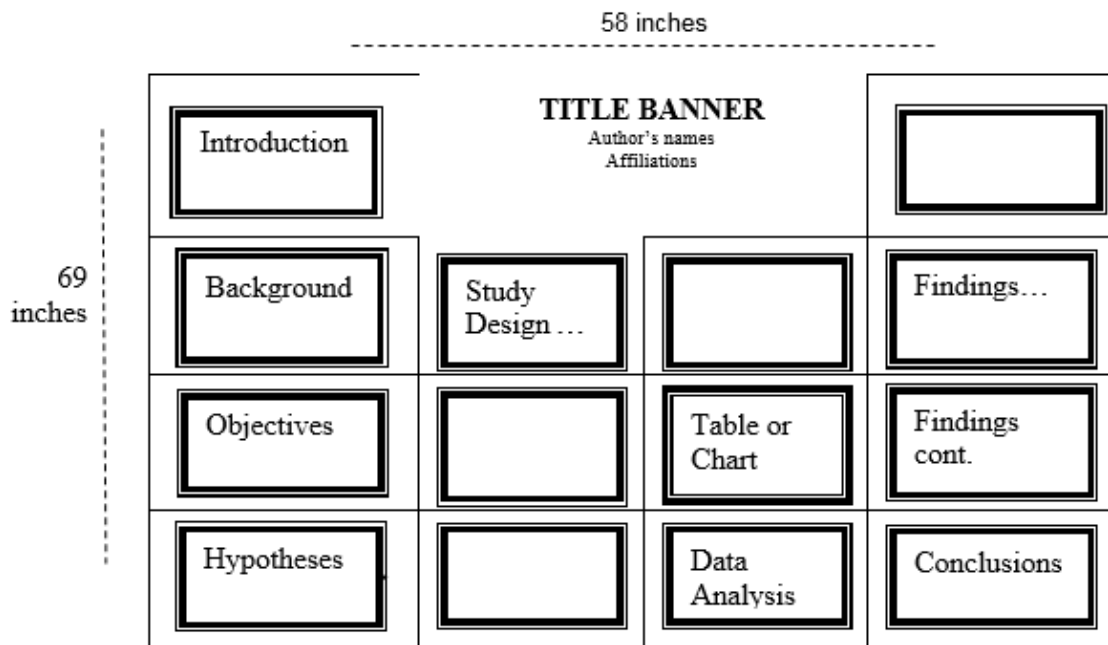 58 inches
TITLE BANNER
Author's names
Affiliations
Introduction
69
inches
Background
Study
Design …
Findings…
Objectives
Table or
Chart
Findings
cont.
Hypotheses
Data
Analysis
Conclusions